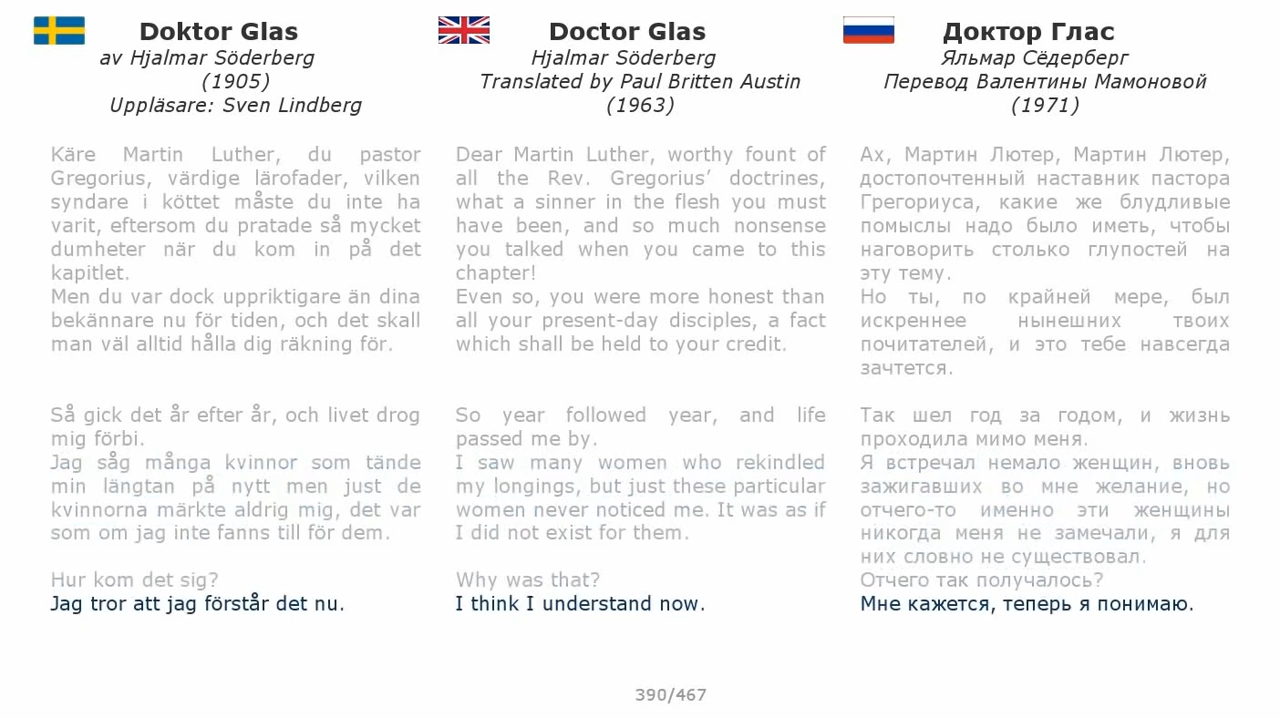 Doktor Glas
av Hjalmar Söderberg
(1905)
Uppläsare: Sven Lindberg
Käre Martin Luther, du pastor
Gregorius, värdige lärofader, vilken
syndare i köttet måste du inte ha
varit, eftersom du pratade så mycket
dumheter när du kom in på det
kapitlet.
Men du var dock uppriktigare än dina
bekännare nu för tiden, och det skall
man väl alltid hålla dig räkning för.
Så gick det år efter år, och livet drog
mig förbi.
Jag såg många kvinnor som tände
min längtan på nytt men just de
kvinnorna märkte aldrig mig, det var
som om jag inte fanns till för dem.
Hur kom det sig?
Jag tror att jag förstår det nu.
Doctor Glas
Hjalmar Söderberg
Translated by Paul Britten Austin
(1963)
Dear Martin Luther, worthy fount of
all the Rev. Gregorius’ doctrines,
what a sinner in the flesh you must
have been, and so much nonsense
you talked when you came to this
chapter!
Even so, you were more honest than
all your present-day disciples, a fact
which shall be held to your credit.
So year followed year, and life
passed me by.
I saw many women who rekindled
my longings, but just these particular
women never noticed me. It was as if
I did not exist for them.
Why was that?
I think I understand now.
Доктор Глас
Яльмар Сёдерберг
Перевод Валентины Мамоновой
(1971)
Ах, Мартин Лютер, Мартин Лютер,
достопочтенный наставник пастора
Грегориуса, какие же блудливые
помыслы надо было иметь, чтобы
наговорить столько глупостей на
эту тему.
Но ты, по крайней мере, был
искреннее нынешних твоих
почитателей, и это тебе навсегда
зачтется.
Так шел год за годом, и жизнь
проходила мимо меня.
Я встречал немало женщин, вновь
зажигавших во мне желание, но
отчего-то именно эти женщины
никогда меня не замечали, я для
них словно не существовал.
Отчего так получалось?
Мне кажется, теперь я понимаю.
390/467